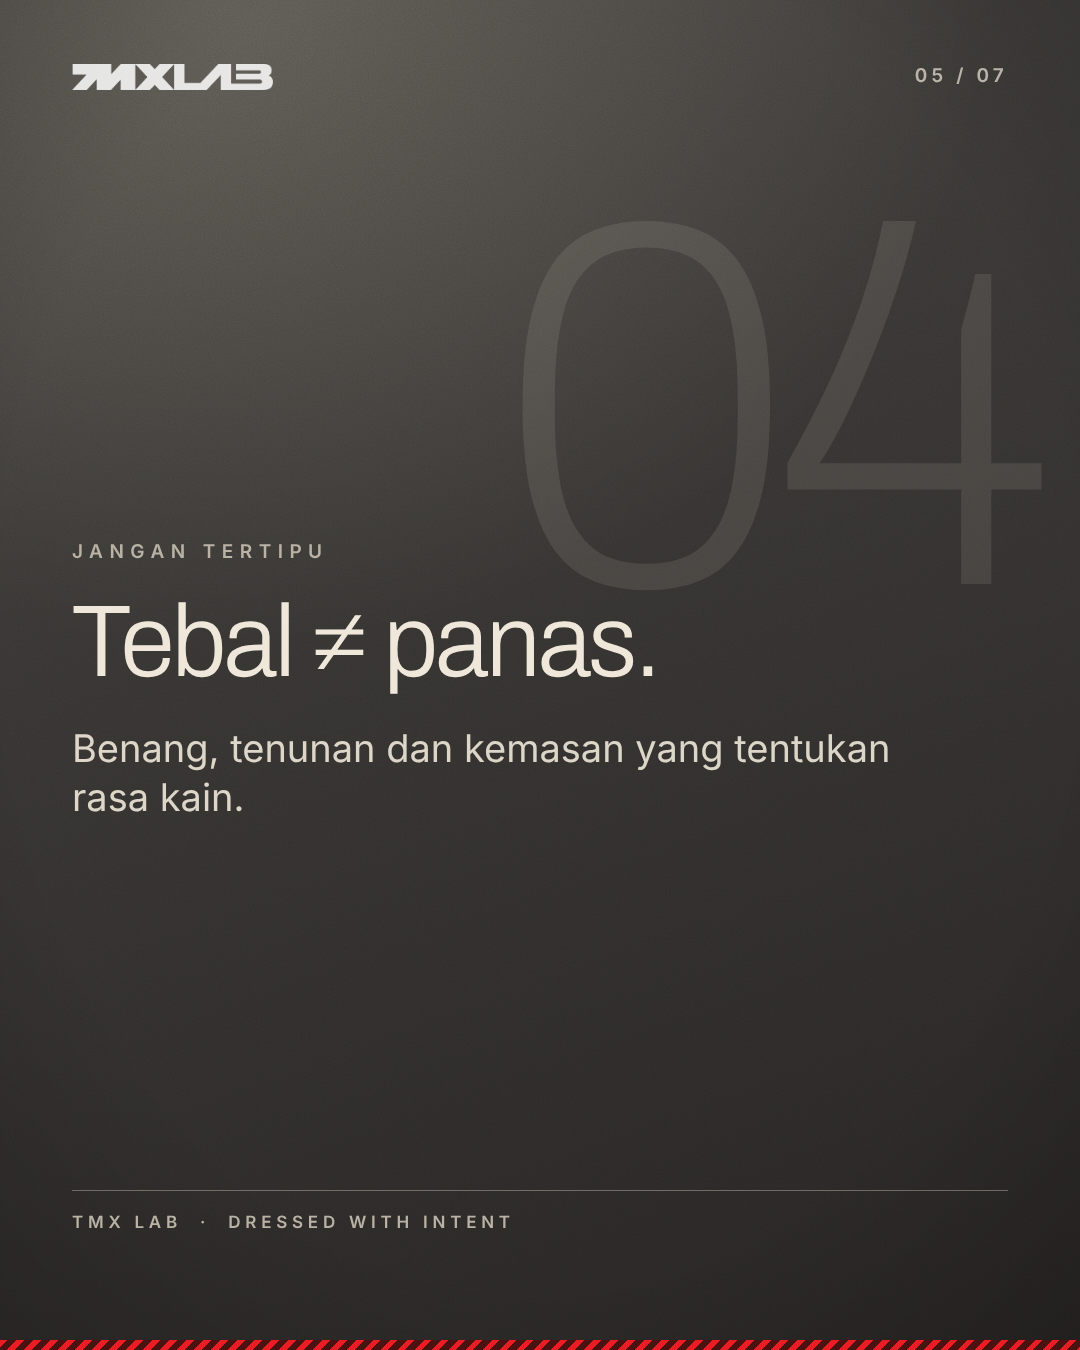 TMXLAB
05 / 07
04
JANGAN TERTIPU
Tebal ≠ panas.
Benang, tenunan dan kemasan yang tentukan
rasa kain.
TMX LAB · DRESSED WITH INTENT